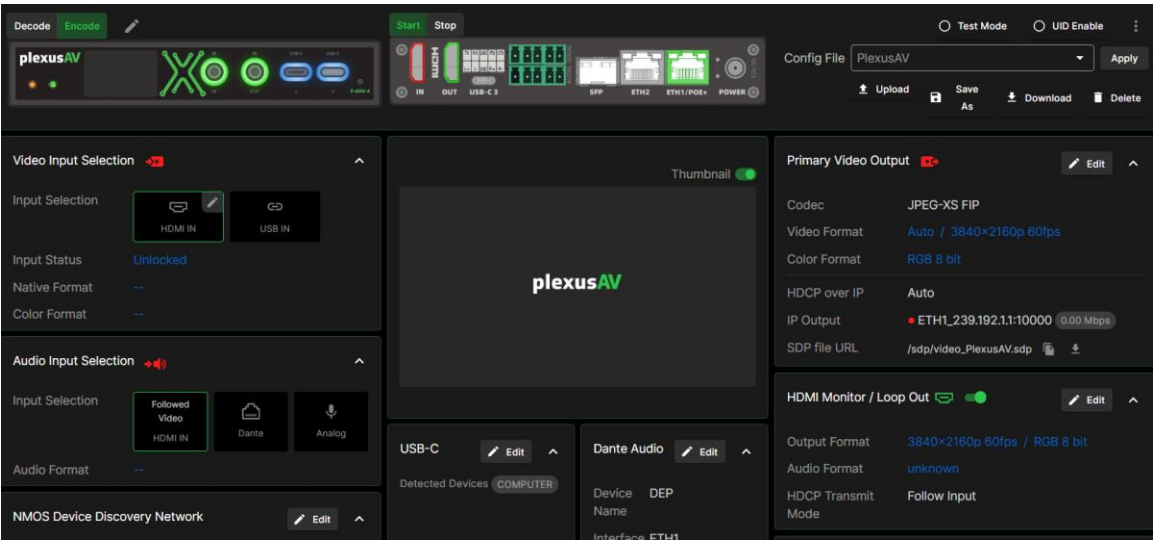 Decode Encode
Start Stop
Test Mode UID Enable
plexusAV
HDMI
IN OUT USB-C 3 SFP ETH2 ETH1/POE+ POWER
Config File PlexusAV Apply
Upload Save As Download Delete
Video Input Selection
Input Selection HDMI IN USB IN
Input Status Unlocked
Native Format --
Color Format --
Audio Input Selection
Input Selection Followed Video HDMI IN Dante Analog
Audio Format --
NMOS Device Discovery Network Edit
Thumbnail
plexusAV
USB-C Edit
Detected Devices COMPUTER
Dante Audio Edit
Device Name DEP
Interface ETH1
Primary Video Output Edit
Codec JPEG-XS FIP
Video Format Auto / 3840×2160p 60fps
Color Format RGB 8 bit
HDCP over IP Auto
IP Output ETH1_239.192.1.1:10000 0.00 Mbps
SDP file URL /sdp/video_PlexusAV.sdp
HDMI Monitor / Loop Out Edit
Output Format 3840×2160p 60fps / RGB 8 bit
Audio Format unknown
HDCP Transmit Mode Follow Input